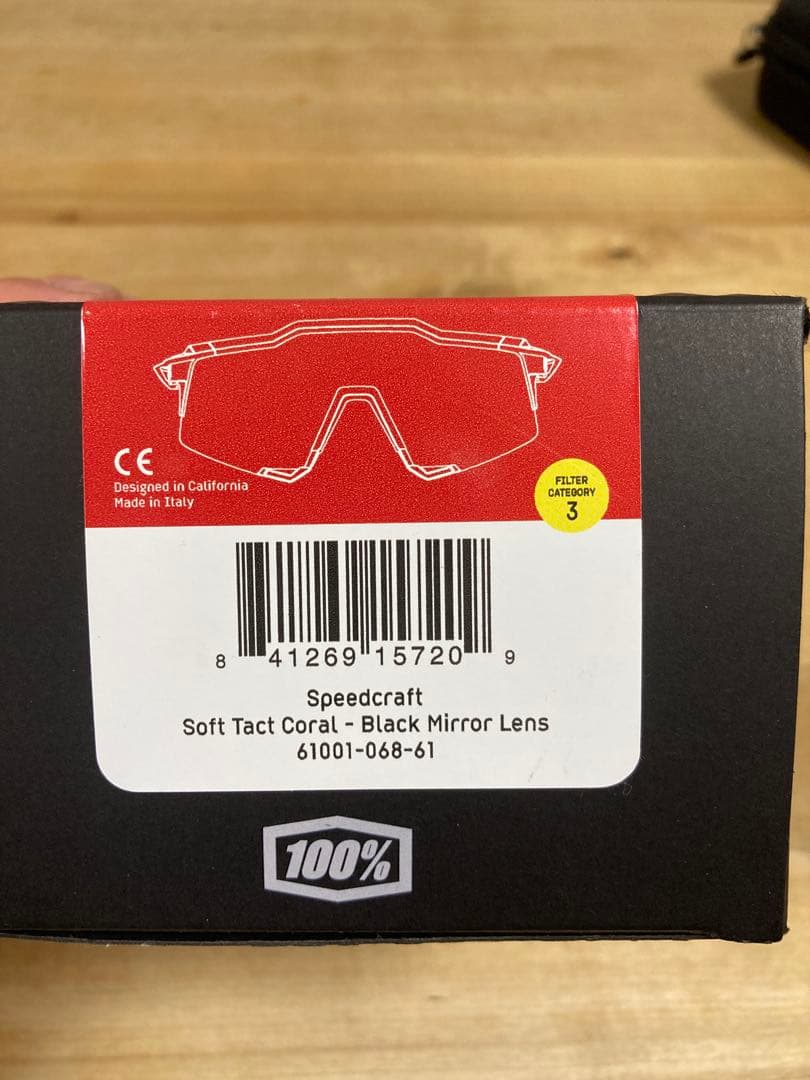 CE
Designed in California
Made in Italy
FILTER
CATEGORY
3
8 41269 15720 9
Speedcraft
Soft Tact Coral - Black Mirror Lens
61001-068-61
100%